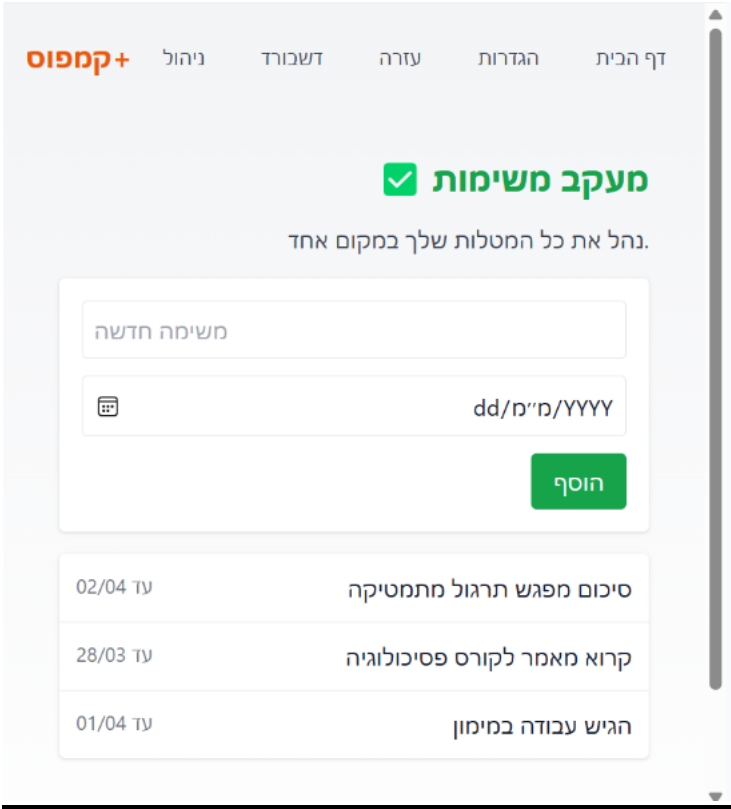 דף הבית הגדרות עזרה דשבורד ניהול קמפוס+
מעקב משימות ✅
.נהל את כל המטלות שלך במקום אחד
משימה חדשה
dd/מ״מ/YYYY
הוסף
סיכום מפגש תרגול מתמטיקה עד 02/04
קרוא מאמר לקורס פסיכולוגיה עד 28/03
הגיש עבודה במימון עד 01/04